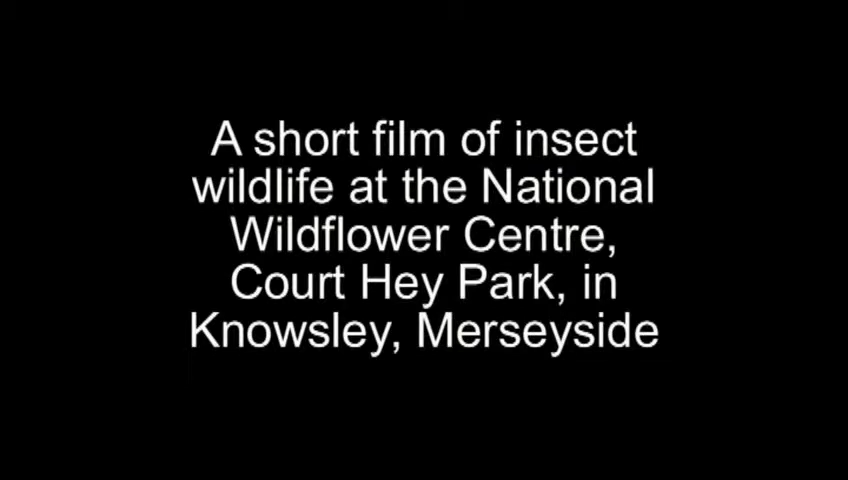 A short film of insect
wildlife at the National
Wildflower Centre,
Court Hey Park, in
Knowsley, Merseyside